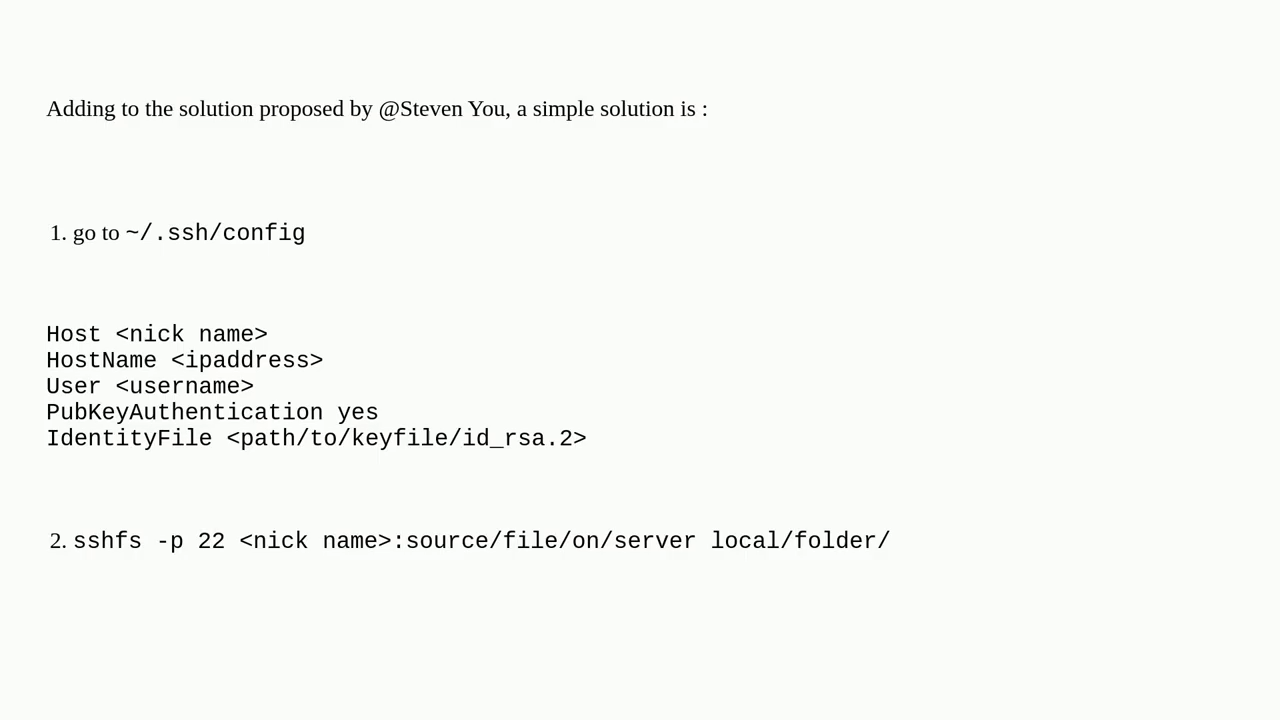 Adding to the solution proposed by @Steven You, a simple solution is :
1. go to ~/.ssh/config
Host <nick name>
HostName <ipaddress>
User <username>
PubKeyAuthentication yes
IdentityFile <path/to/keyfile/id_rsa.2>
2. sshfs -p 22 <nick name>:source/file/on/server local/folder/